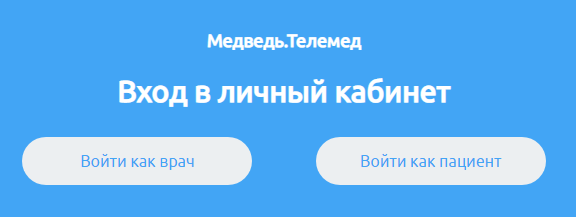 Медведь.Телемед
Вход в личный кабинет
Войти как врач
Войти как пациент